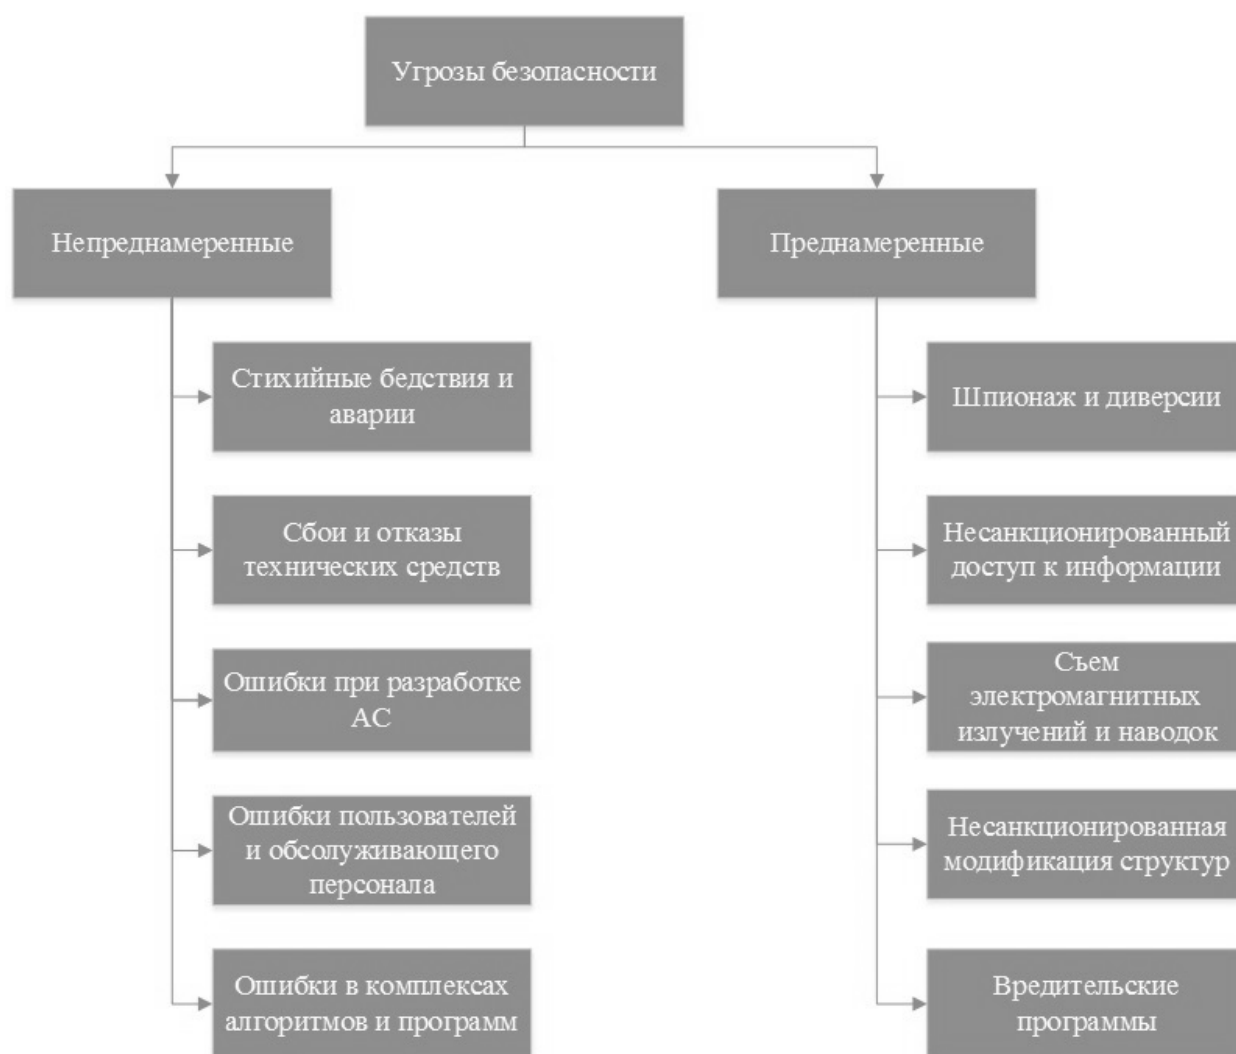 Угрозы безопасности
Непреднамеренные
Преднамеренные
Стихийные бедствия и
аварии
Шпионаж и диверсии
Сбои и отказы
технических средств
Несанкционированный
доступ к информации
Ошибки при разработке
АС
Съем
электромагнитных
излучений и наводок
Ошибки пользователей
и обсолуживающего
персонала
Несанкционированная
модификация структур
Ошибки в комплексах
алгоритмов и программ
Вредительские
программы